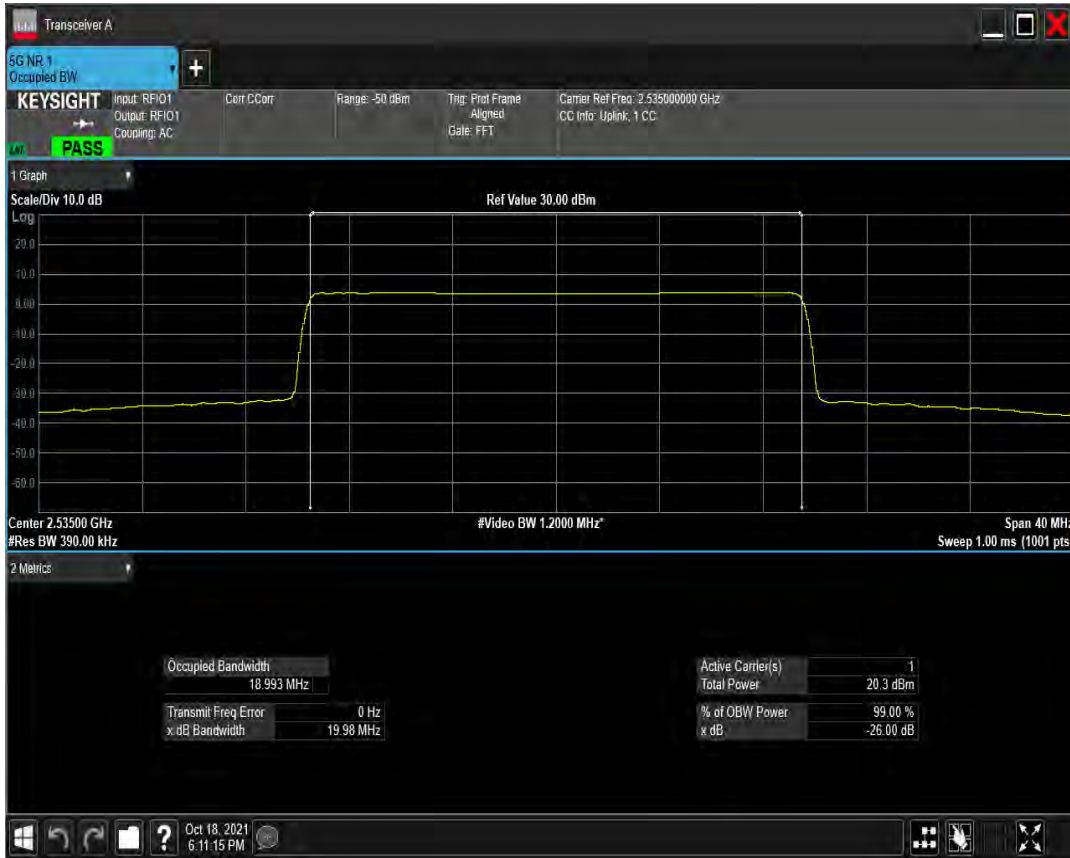 Transceiver A
5G NR 1
Occupied BW
+
KEYSIGHT
PASS
Input: RFIO1
Output: RFIO1
Coupling: AC
Corr CCorr
Range: -50 dBm
Trig: Prot Frame
Aligned
Gate: FFT
Carrier Ref Freq: 2.535000000 GHz
CC Info: Uplink, 1 CC
1 Graph
Scale/Div 10.0 dB
Ref Value 30.00 dBm
Log
20.0
10.0
0.00
-10.0
-20.0
-30.0
-40.0
-50.0
-60.0
Center 2.53500 GHz
#Video BW 1.2000 MHz*
Span 40 MHz
#Res BW 390.00 kHz
Sweep 1.00 ms (1001 pts
2 Metrics
Occupied Bandwidth
18.993 MHz
Transmit Freq Error 0 Hz
x dB Bandwidth 19.98 MHz
Active Carrier(s) 1
Total Power 20.3 dBm
% of OBW Power 99.00 %
x dB -26.00 dB
?
Oct 18, 2021
6:11:15 PM